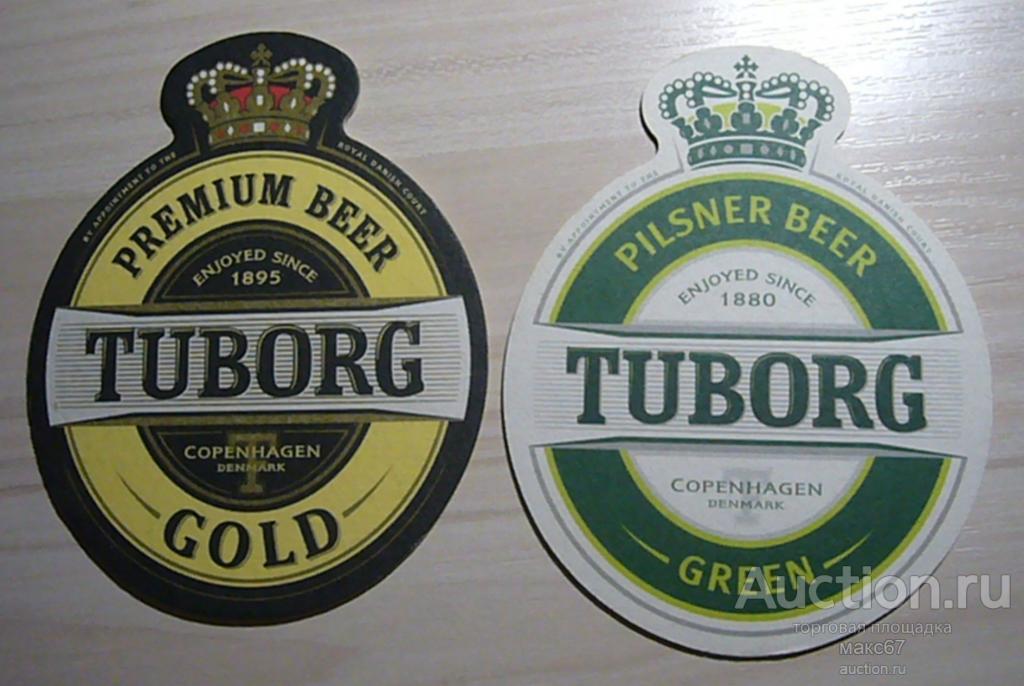 BY APPOINTMENT TO THE ROYAL DANISH COURT
PREMIUM BEER
ENJOYED SINCE
1895
TUBORG
T
COPENHAGEN
DENMARK
GOLD
BY APPOINTMENT TO THE ROYAL DANISH COURT
PILSNER BEER
ENJOYED SINCE
1880
TUBORG
T
COPENHAGEN
DENMARK
GREEN
Auction.ru
торговая площадка
макс67
auction.ru